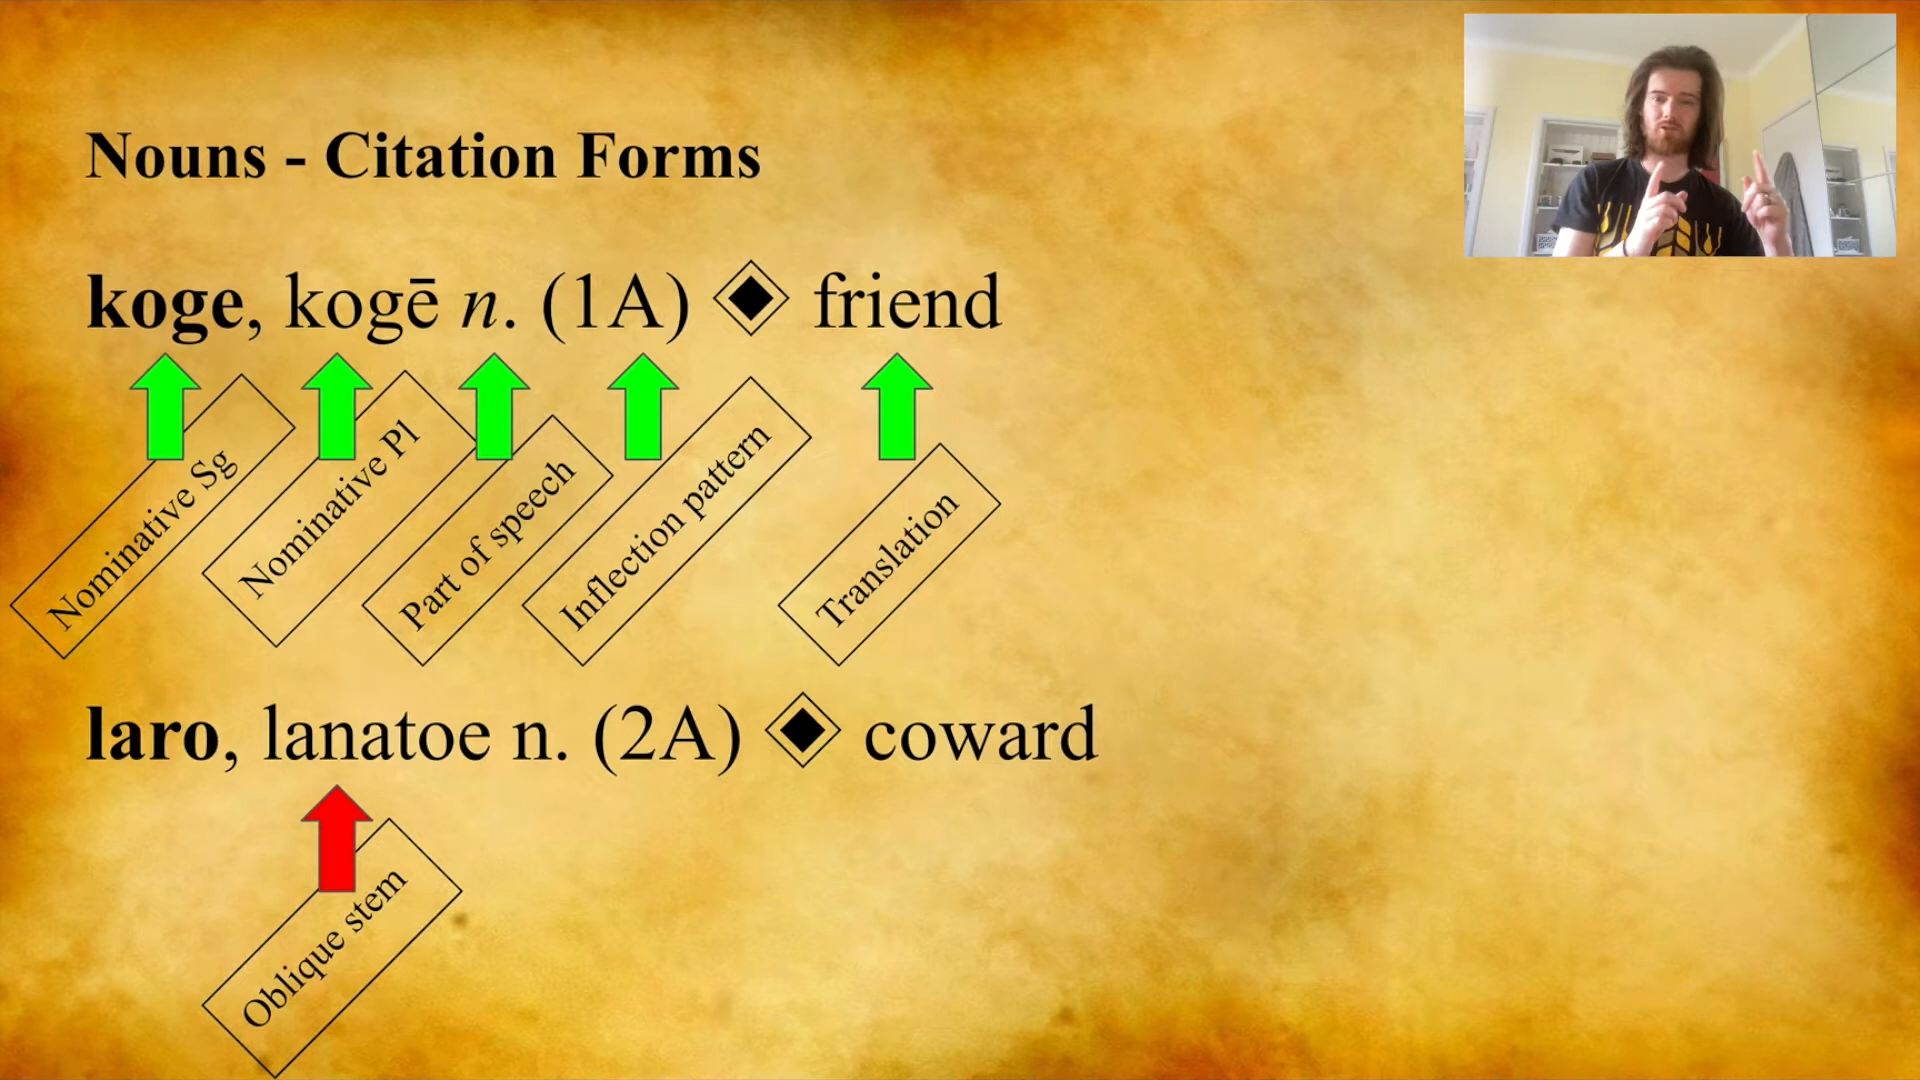 Nouns - Citation Forms
koge, kogē n. (1A) ◈ friend
Nominative Sg
Nominative Pl
Part of speech
Inflection pattern
Translation
laro, lanatoe n. (2A) ◈ coward
Oblique stem